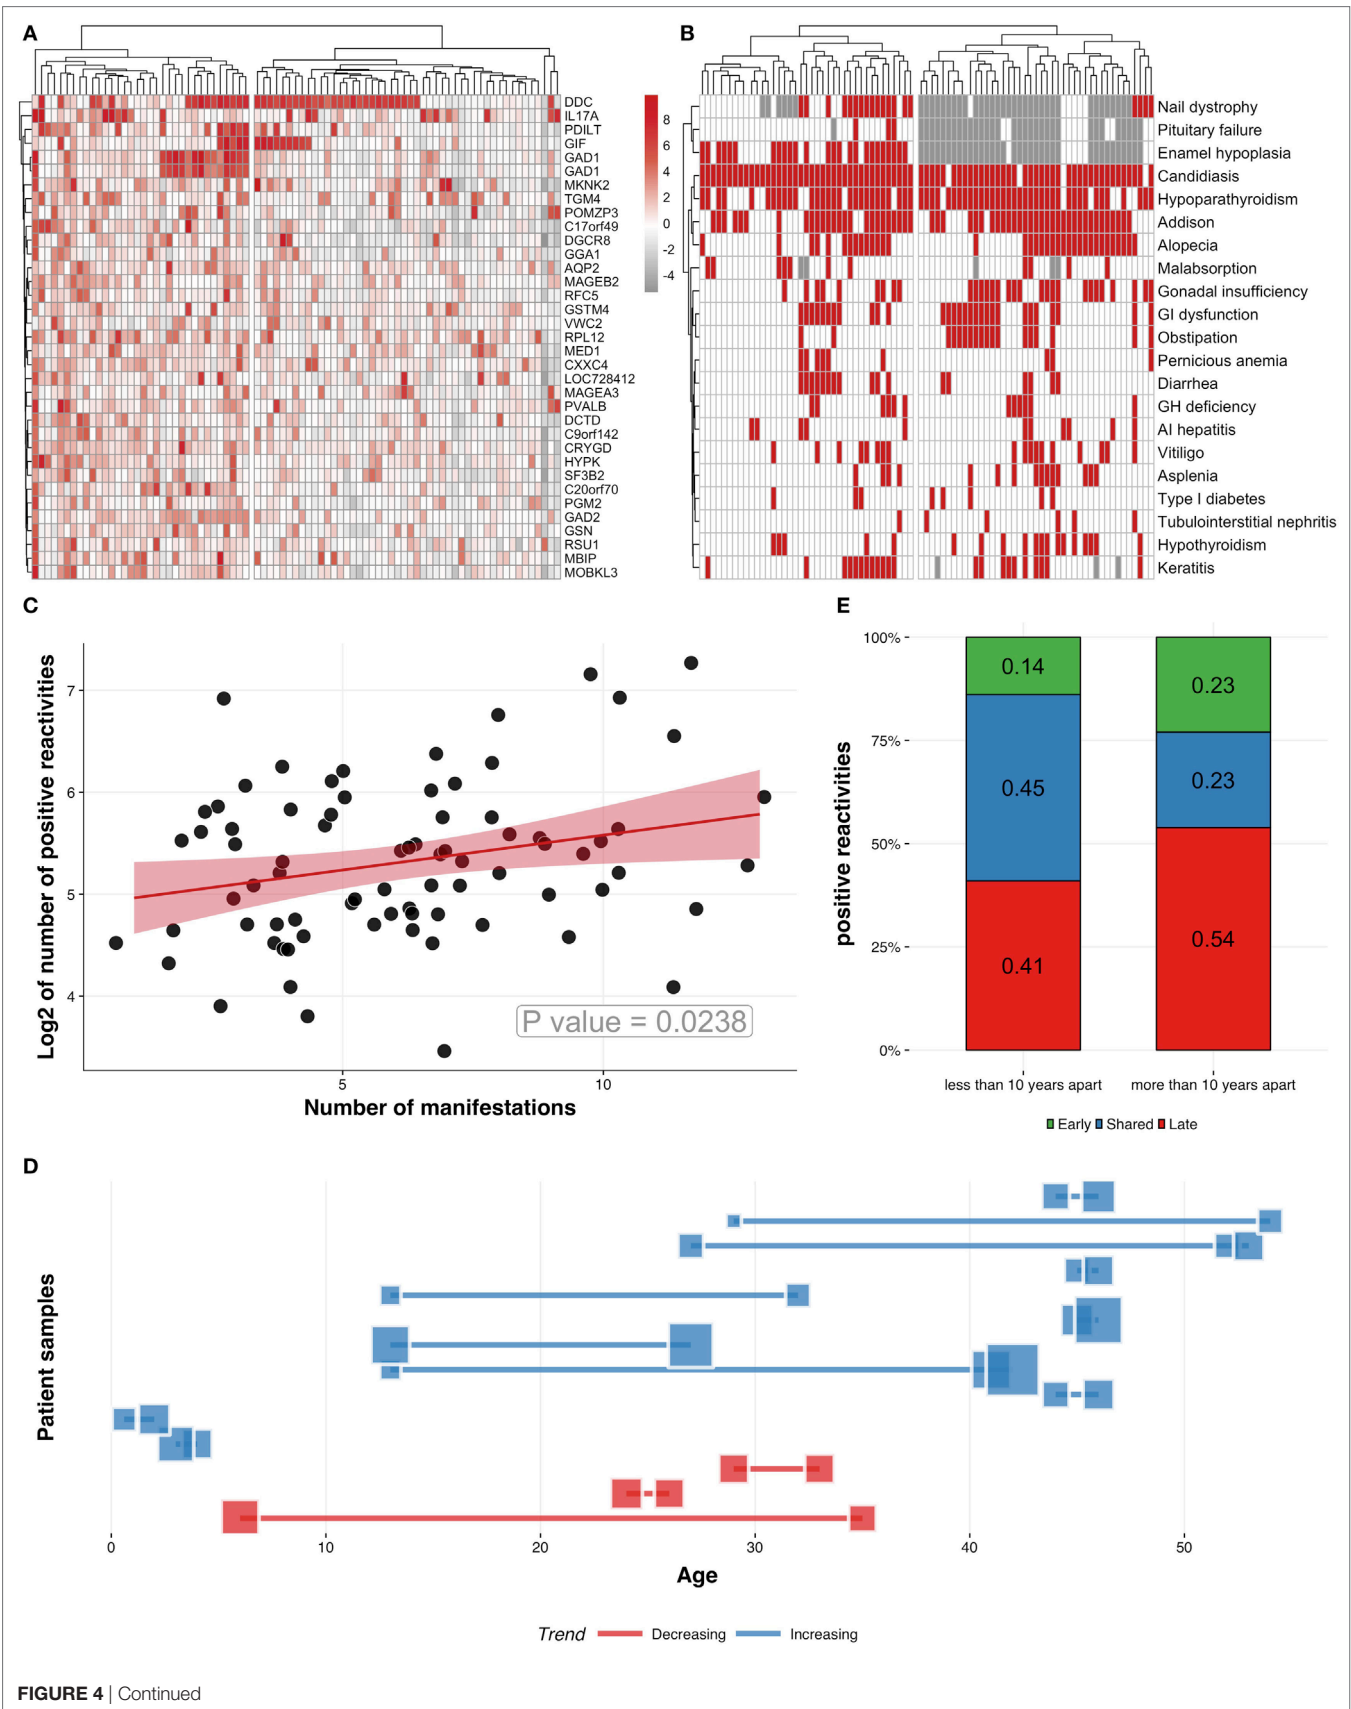 A
DDC
IL17A
PDILT
GIF
GAD1
GAD1
MKNK2
TGM4
POMZP3
C17orf49
DGCR8
GGA1
AQP2
MAGEB2
RFC5
GSTM4
VWC2
RPL12
MED1
CXXC4
LOC728412
MAGEA3
PVALB
DCTD
C9orf142
CRYGD
HYPK
SF3B2
C20orf70
PGM2
GAD2
GSN
RSU1
MBIP
MOBKL3
8
6
4
2
0
-2
-4
B
Nail dystrophy
Pituitary failure
Enamel hypoplasia
Candidiasis
Hypoparathyroidism
Addison
Alopecia
Malabsorption
Gonadal insufficiency
GI dysfunction
Obstipation
Pernicious anemia
Diarrhea
GH deficiency
AI hepatitis
Vitiligo
Asplenia
Type I diabetes
Tubulointerstitial nephritis
Hypothyroidism
Keratitis
C
Log2 of number of positive reactivities
7
6
5
4
P value = 0.0238
5 10
Number of manifestations
E
positive reactivities
100%
75%
50%
25%
0%
0.14
0.45
0.41
0.23
0.23
0.54
less than 10 years apart more than 10 years apart
Early Shared Late
D
Patient samples
0 10 20 30 40 50
Age
Trend Decreasing Increasing
FIGURE 4 | Continued